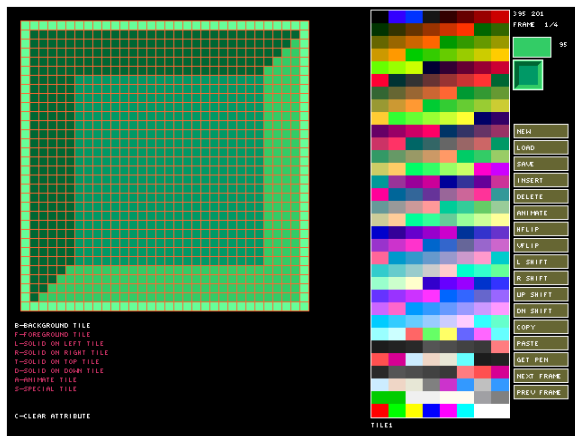 395 201
FRAME 1/4
95
NEW
LOAD
SAVE
INSERT
DELETE
ANIMATE
HFLIP
VFLIP
L SHIFT
R SHIFT
UP SHIFT
DN SHIFT
COPY
PASTE
GET PEN
NEXT FRAME
PREV FRAME
B-BACKGROUND TILE
F-FOREGROUND TILE
L-SOLID ON LEFT TILE
R-SOLID ON RIGHT TILE
T-SOLID ON TOP TILE
D-SOLID ON DOWN TILE
A-ANIMATE TILE
S-SPECIAL TILE
C-CLEAR ATTRIBUTE
TILE1